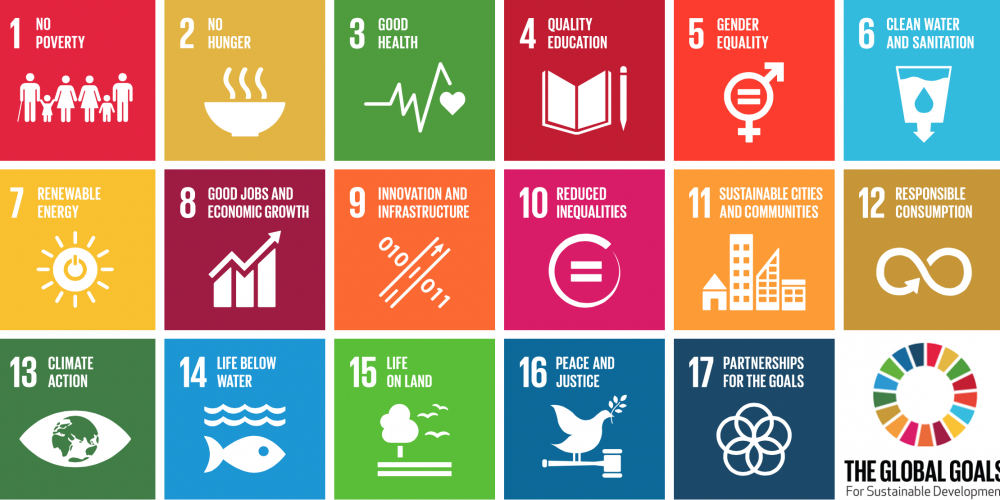 1 NO
POVERTY
2 NO
HUNGER
3 GOOD
HEALTH
4 QUALITY
EDUCATION
5 GENDER
EQUALITY
6 CLEAN WATER
AND SANITATION
7 RENEWABLE
ENERGY
8 GOOD JOBS AND
ECONOMIC GROWTH
9 INNOVATION AND
INFRASTRUCTURE
010
011
10 REDUCED
INEQUALITIES
11 SUSTAINABLE CITIES
AND COMMUNITIES
12 RESPONSIBLE
CONSUMPTION
13 CLIMATE
ACTION
14 LIFE BELOW
WATER
15 LIFE
ON LAND
16 PEACE AND
JUSTICE
17 PARTNERSHIPS
FOR THE GOALS
THE GLOBAL GOALS
For Sustainable Developmen